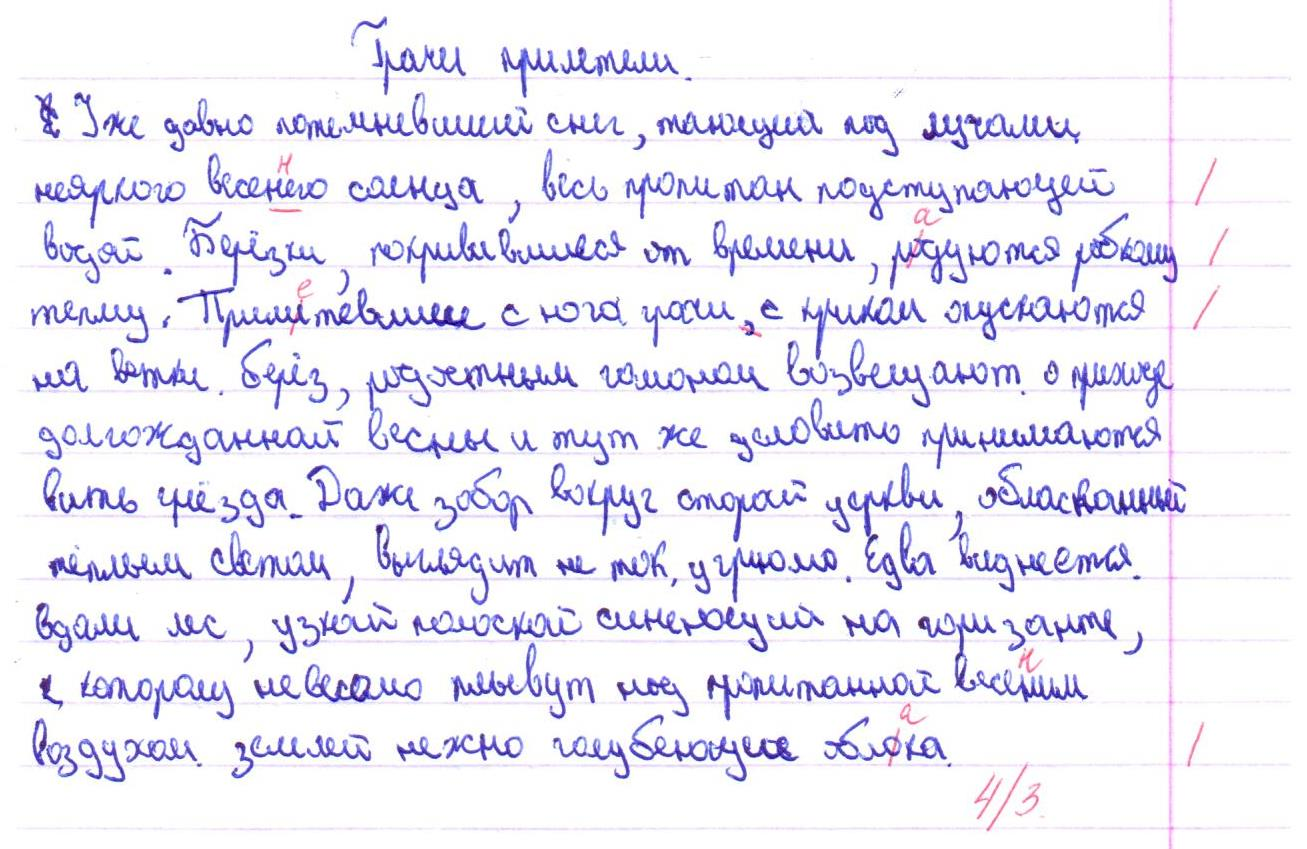 Грачи прилетели.
Уже давно потемневший снег, тающий под лучами
н
неяркого весенего солнца, весь пропитан подступающей /
а
водой. Берёзки, покривившиеся от времени, родуются робкому /
е
теплу. Прилитевшие с юга грачи, с криком опускаются /
на ветки берёз, радостным гомоном возвещают о приходе
долгожданной весны и тут же деловито принимаются
вить гнёзда. Даже забор вокруг старой церкви, обласканный
тёплым светом, выглядит не так угрюмо. Едва виднеется
вдали лес, узкой полоской синеющий на горизонте,
н
к которому невесомо плывут над пропитанной весеним
а
воздухом землей нежно голубеющие облока. /
4/3